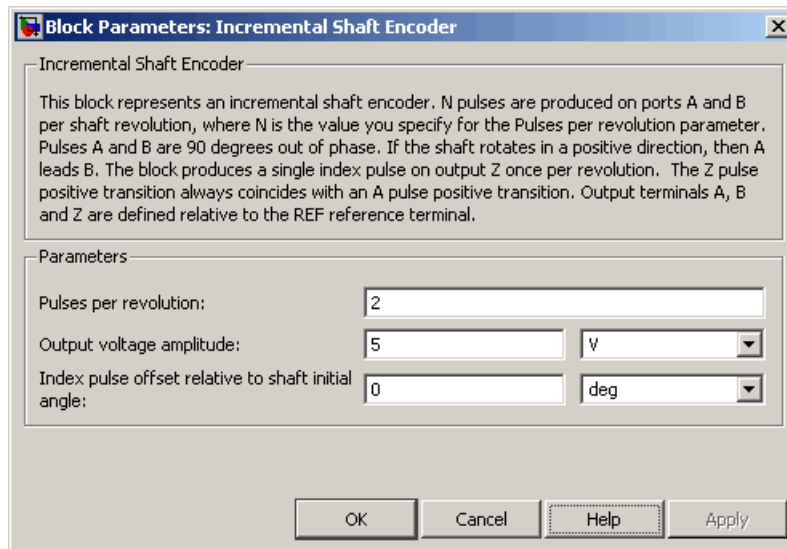 Block Parameters: Incremental Shaft Encoder
Incremental Shaft Encoder
This block represents an incremental shaft encoder. N pulses are produced on ports A and B
per shaft revolution, where N is the value you specify for the Pulses per revolution parameter.
Pulses A and B are 90 degrees out of phase. If the shaft rotates in a positive direction, then A
leads B. The block produces a single index pulse on output Z once per revolution. The Z pulse
positive transition always coincides with an A pulse positive transition. Output terminals A, B
and Z are defined relative to the REF reference terminal.
Parameters
Pulses per revolution: 2
Output voltage amplitude: 5 V
Index pulse offset relative to shaft initial
angle: 0 deg
OK Cancel Help Apply